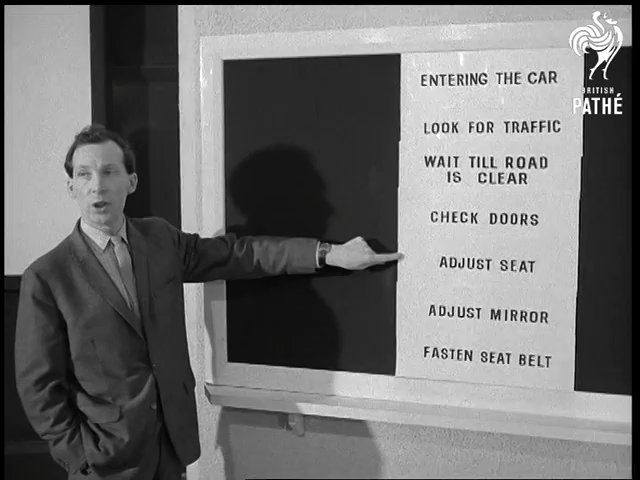 ENTERING THE CAR
LOOK FOR TRAFFIC
WAIT TILL ROAD
IS CLEAR
CHECK DOORS
ADJUST SEAT
ADJUST MIRROR
FASTEN SEAT BELT
BRITISH
PATHÉ